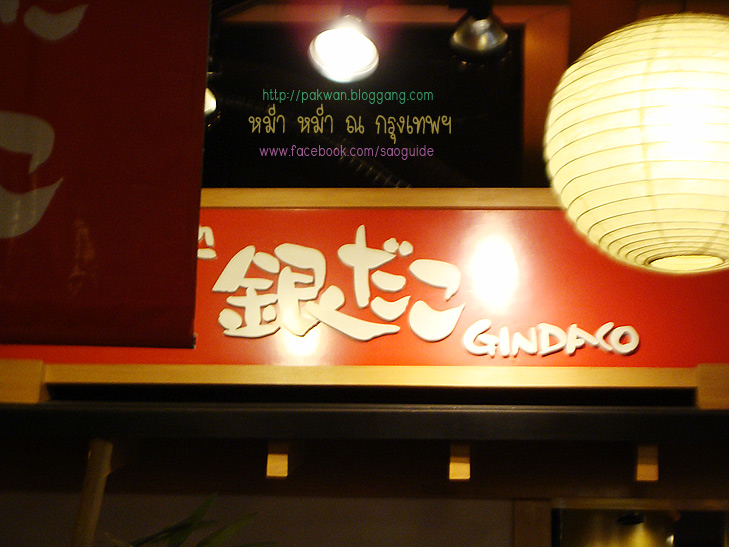 http://pakwan.bloggang.com
หม่ำ หม่ำ ณ กรุงเทพฯ
www.facebook.com/saoguide
銀だこ
GINDACO